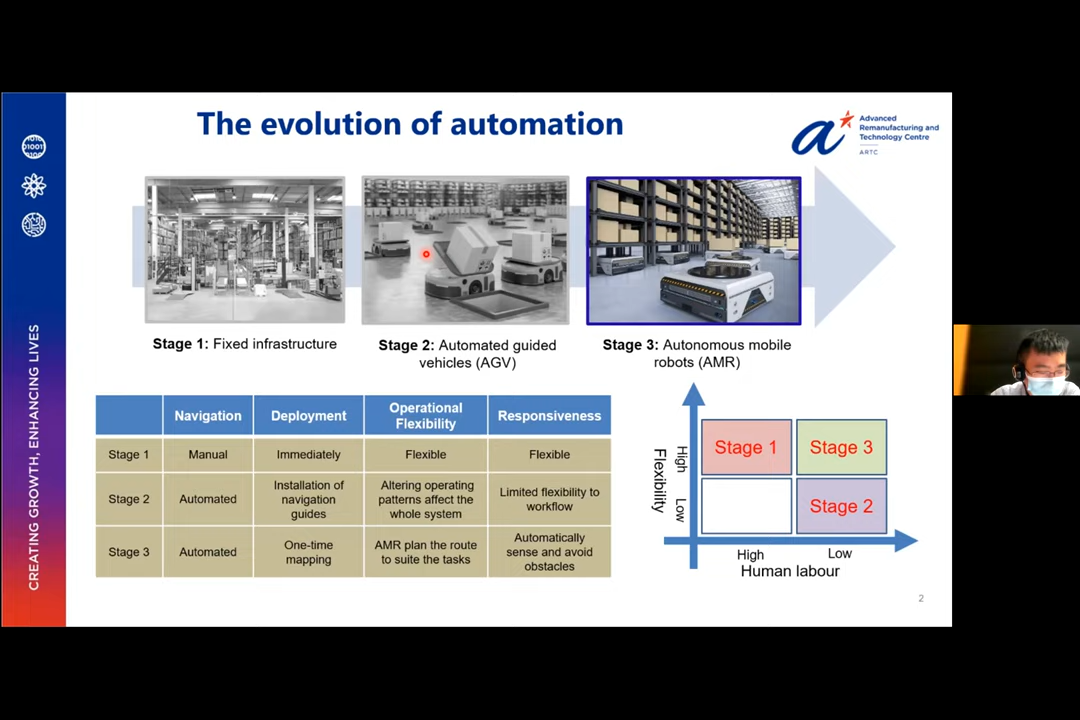 The evolution of automation
Advanced
Remanufacturing and
Technology Centre
ARTC
CREATING GROWTH, ENHANCING LIVES
Stage 1: Fixed infrastructure
Stage 2: Automated guided
vehicles (AGV)
Stage 3: Autonomous mobile
robots (AMR)
Navigation
Deployment
Operational
Flexibility
Responsiveness
Stage 1
Manual
Immediately
Flexible
Flexible
Stage 2
Automated
Installation of
navigation
guides
Altering operating
patterns affect the
whole system
Limited flexibility to
workflow
Stage 3
Automated
One-time
mapping
AMR plan the route
to suite the tasks
Automatically
sense and avoid
obstacles
Flexibility
High
Low
Stage 1
Stage 3
Stage 2
High
Low
Human labour
2